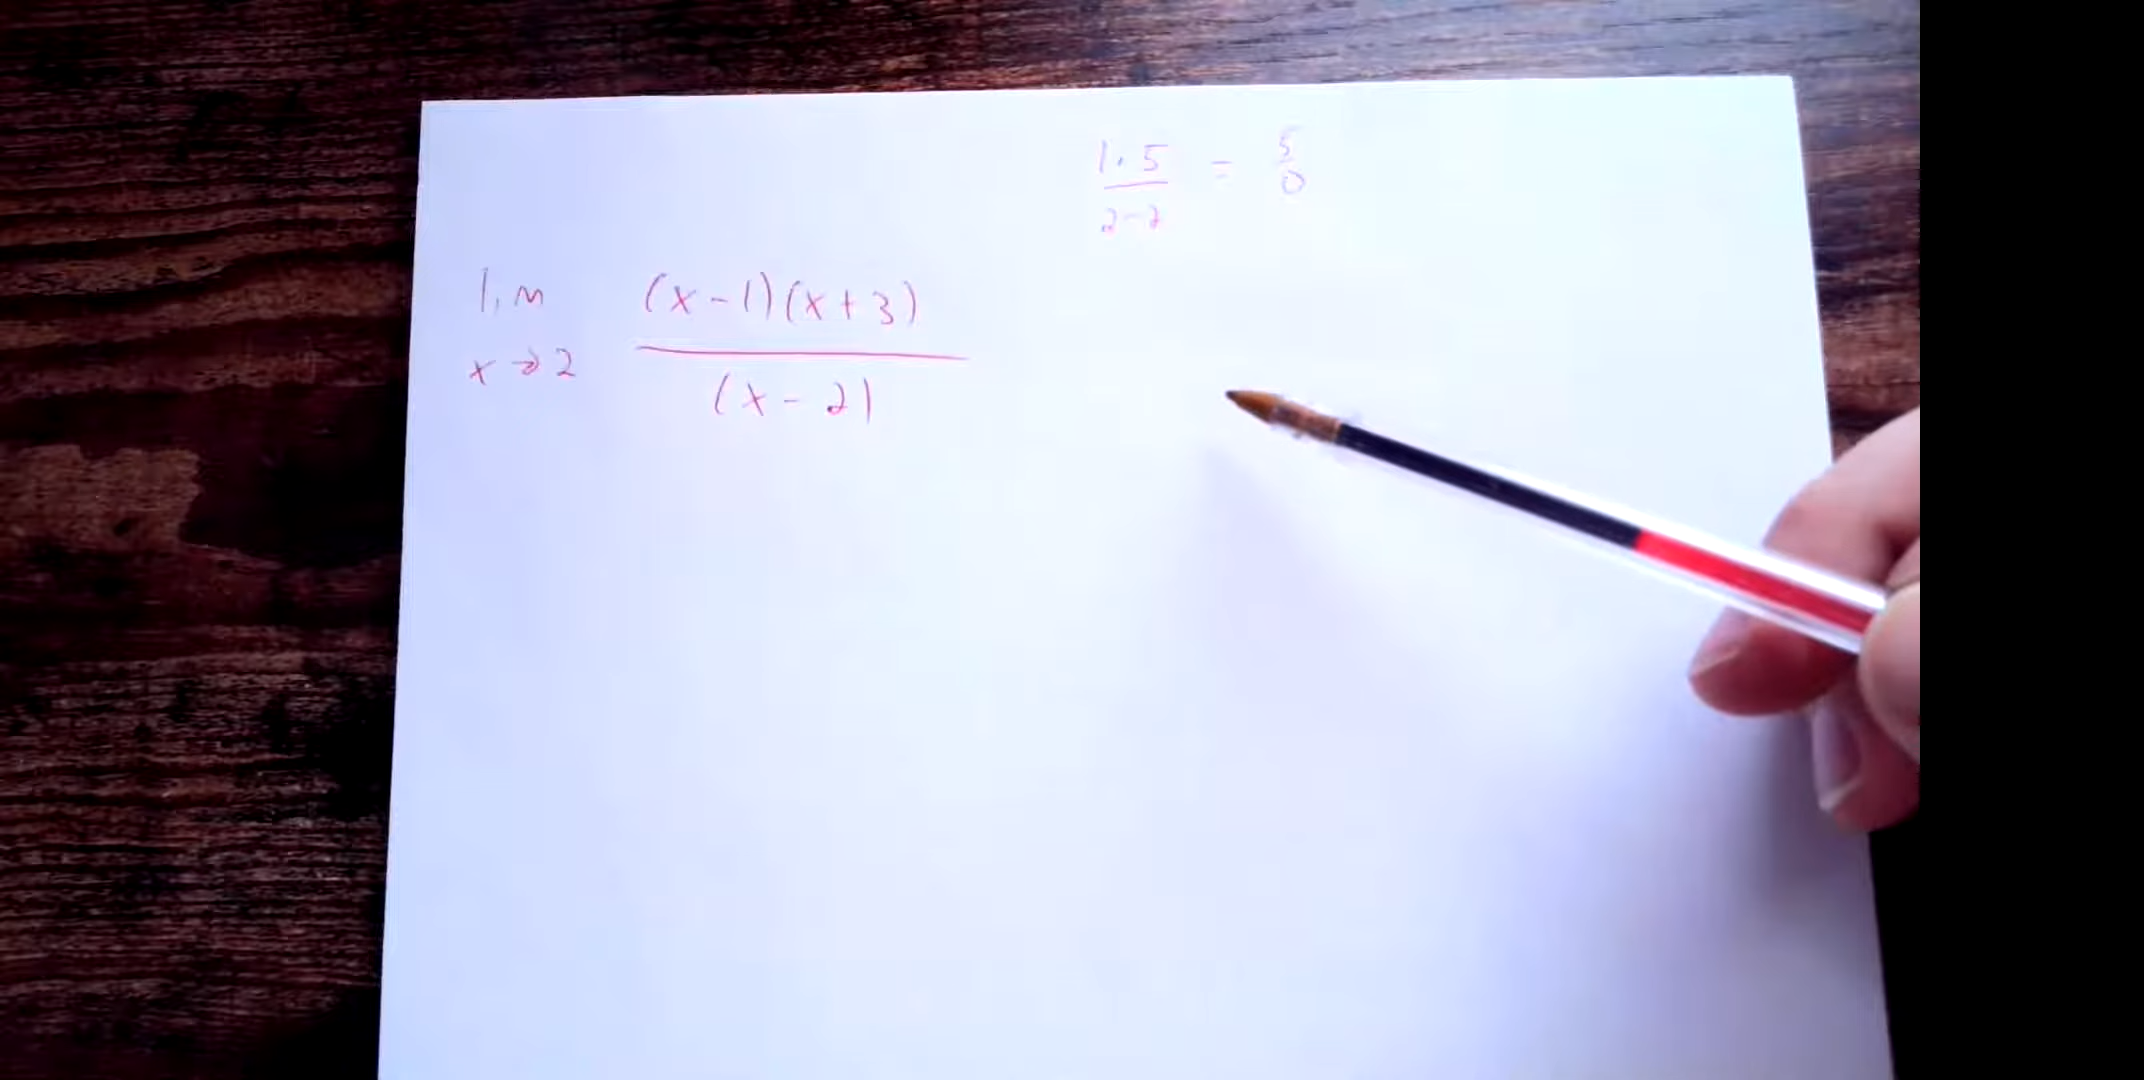 1·5 / 2-2 = 5 / 0
lim x→2 (x-1)(x+3) / (x-2)